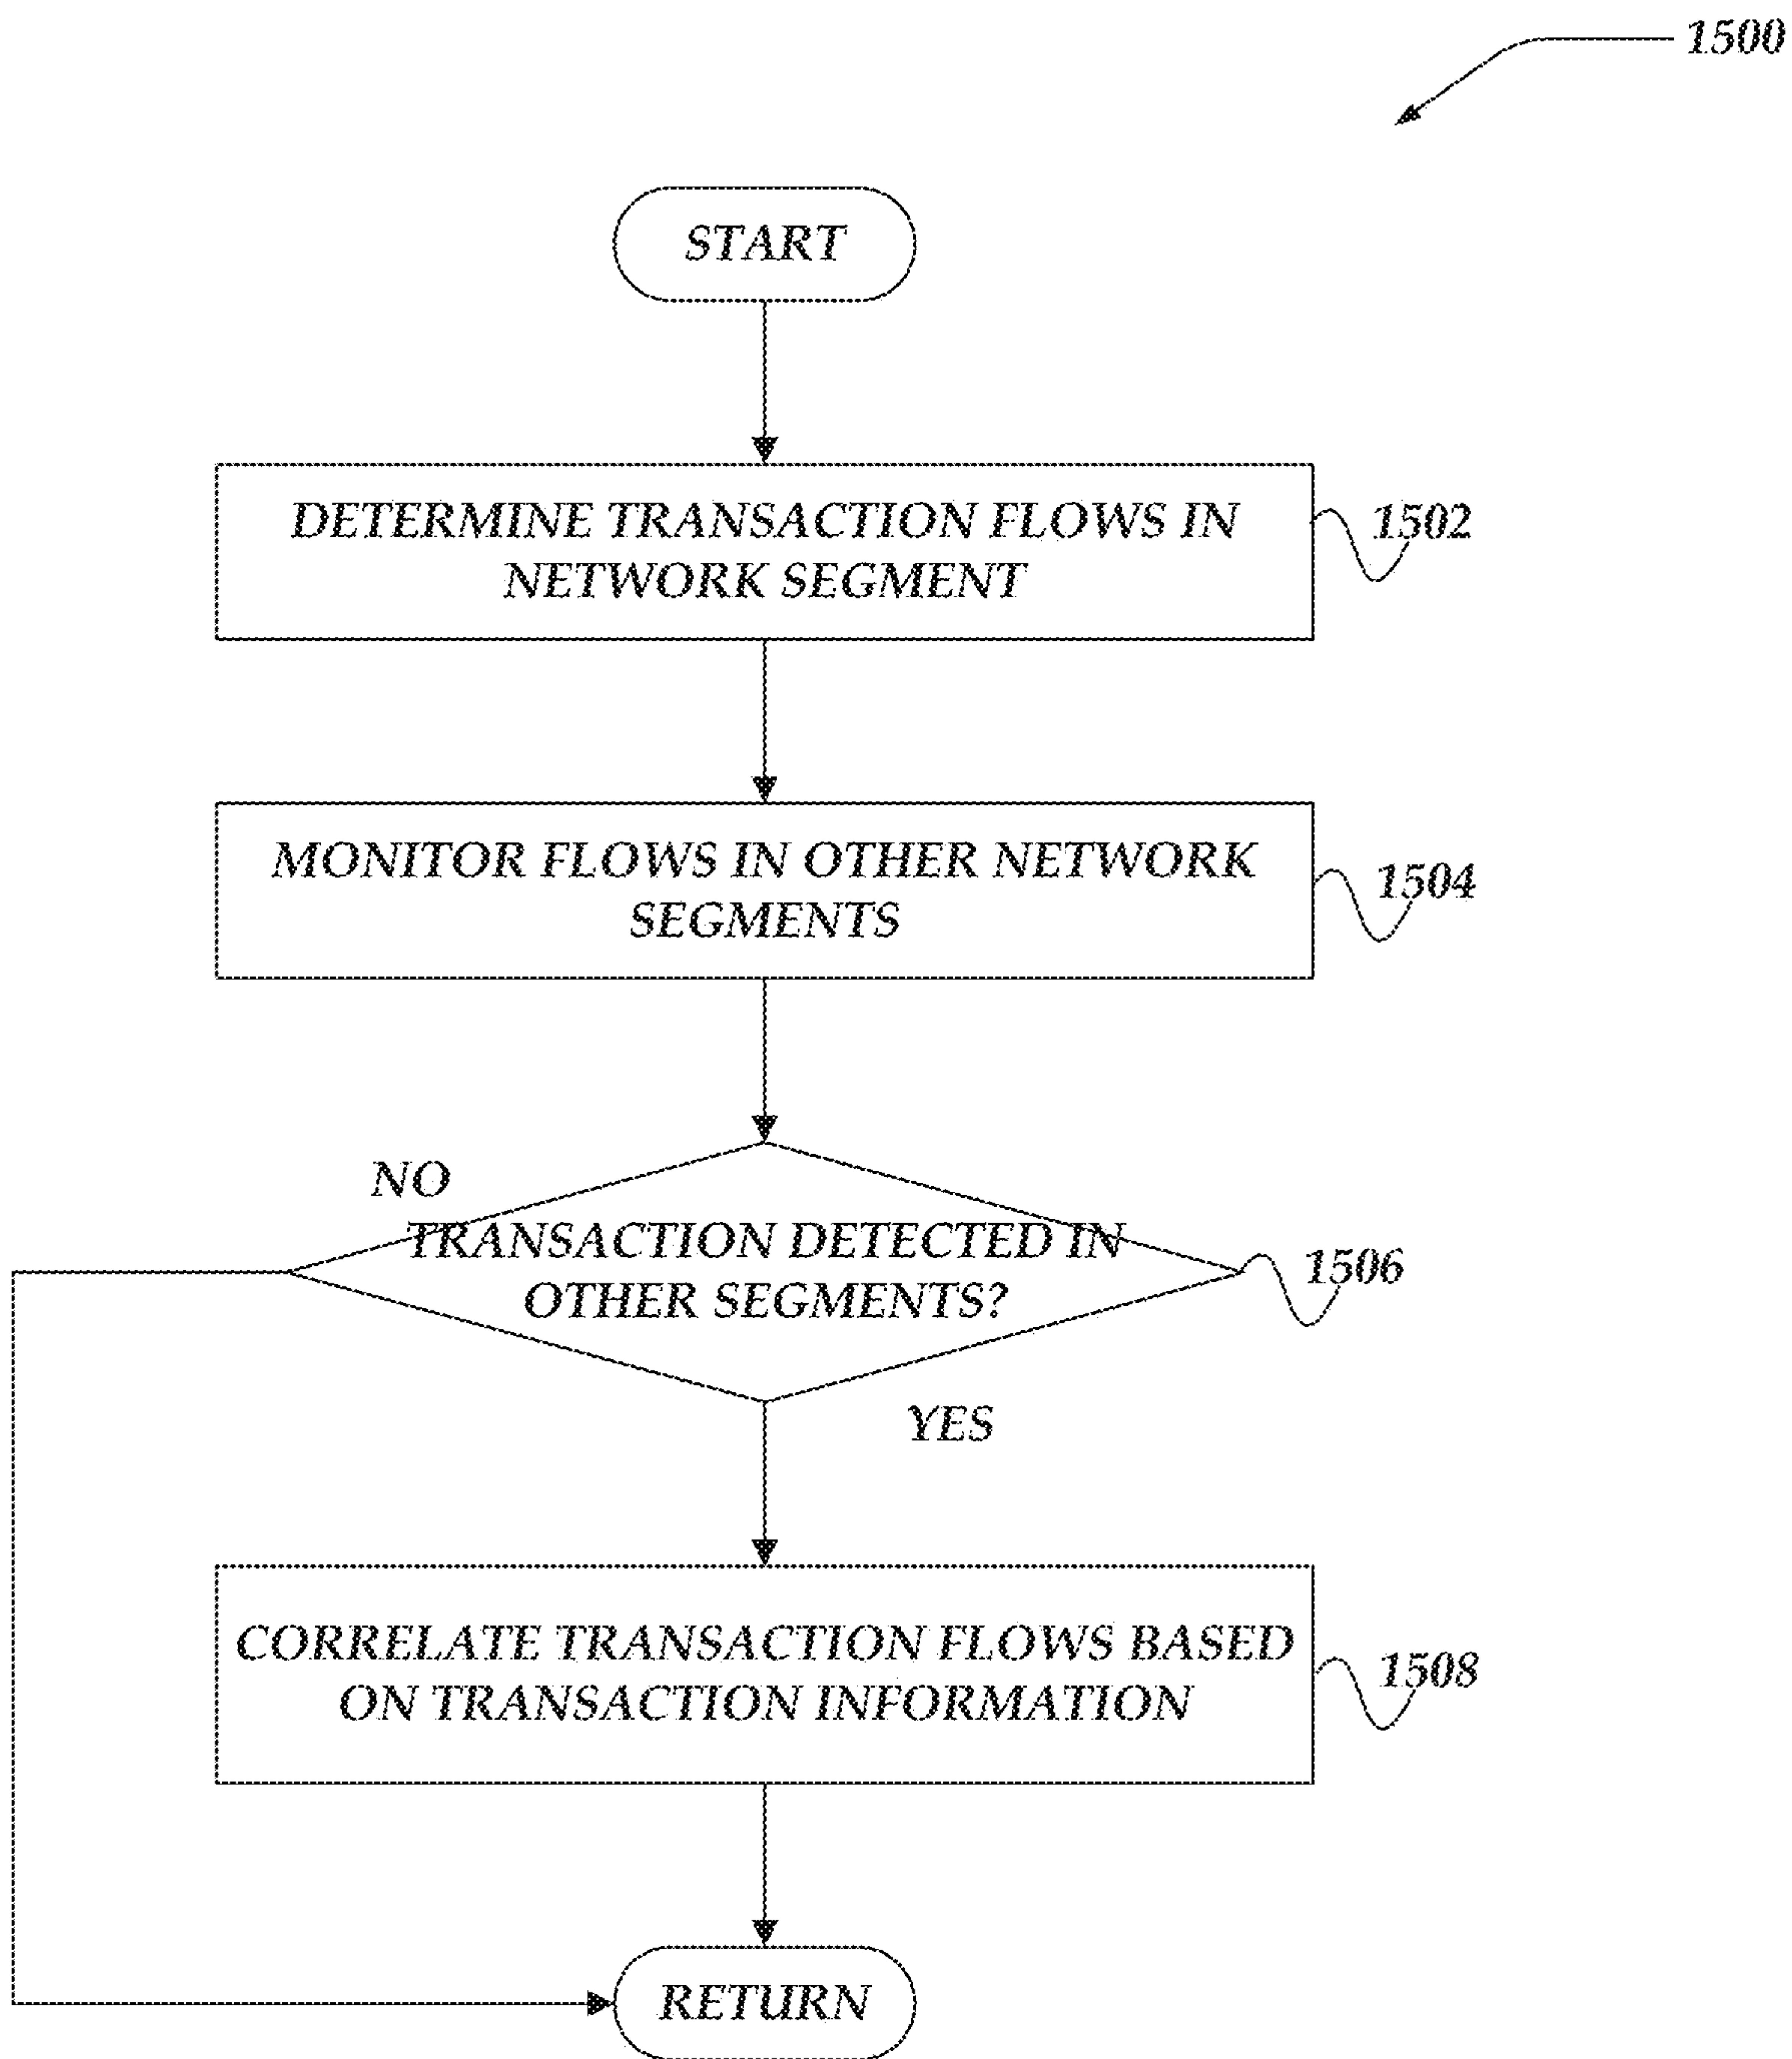 1500
START
DETERMINE TRANSACTION FLOWS IN
NETWORK SEGMENT
1502
MONITOR FLOWS IN OTHER NETWORK
SEGMENTS
1504
NO
TRANSACTION DETECTED IN
OTHER SEGMENTS?
1506
YES
CORRELATE TRANSACTION FLOWS BASED
ON TRANSACTION INFORMATION
1508
RETURN